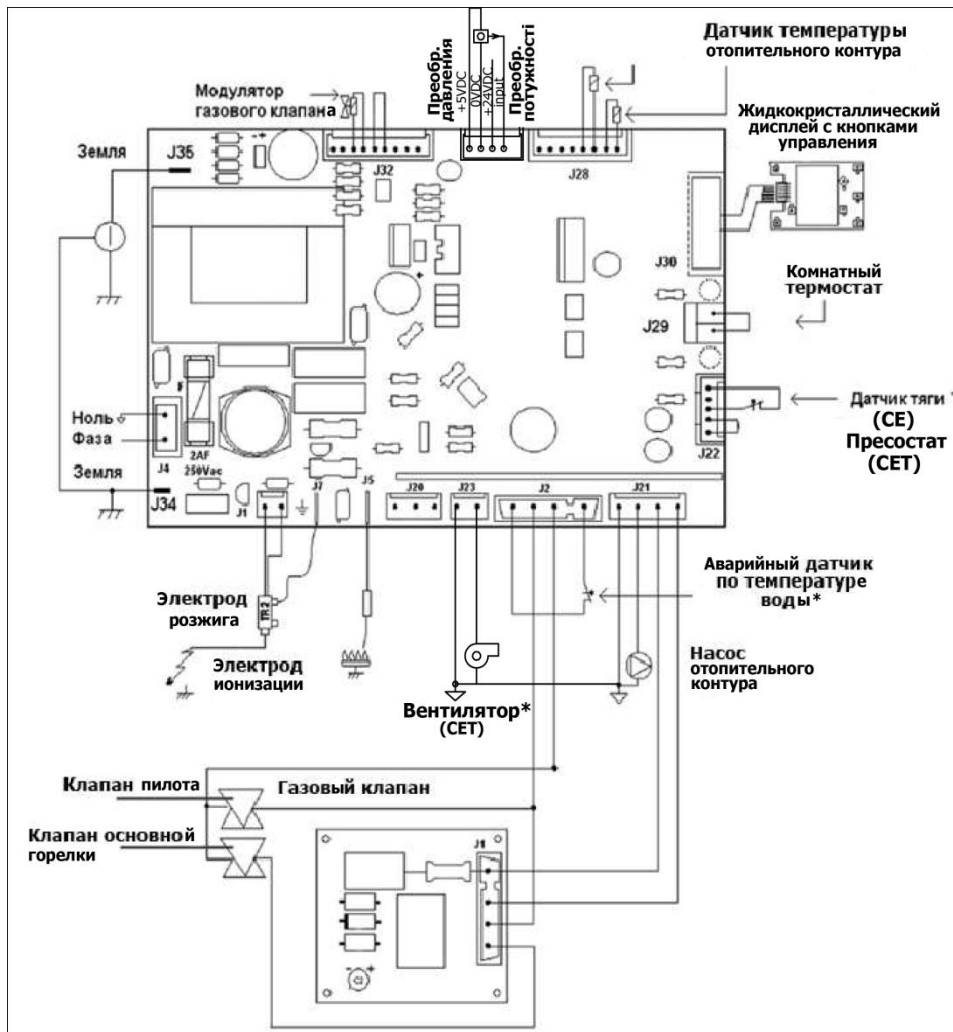 Преобр.
давления
+5VDC
0VDC
+24VDC
input
Преобр.
потужності
Датчик температуры
отопительного контура
Модулятор
газового клапана
Жидкокристаллический
дисплей с кнопками
управления
Земля
J35
J32
J28
J30
Комнатный
термостат
J29
Ноль
Фаза
J4
2AF
250Vac
F
Датчик тяги
(CE)
Пресостат
(CET)
J22
Земля
J34
J1
J7
J5
J20
J23
J2
J21
Электрод
розжига
TR2
Электрод
ионизации
Аварийный датчик
по температуре
воды*
Насос
отопительного
контура
Вентилятор*
(CET)
Клапан пилота
Газовый клапан
Клапан основной
горелки
J1